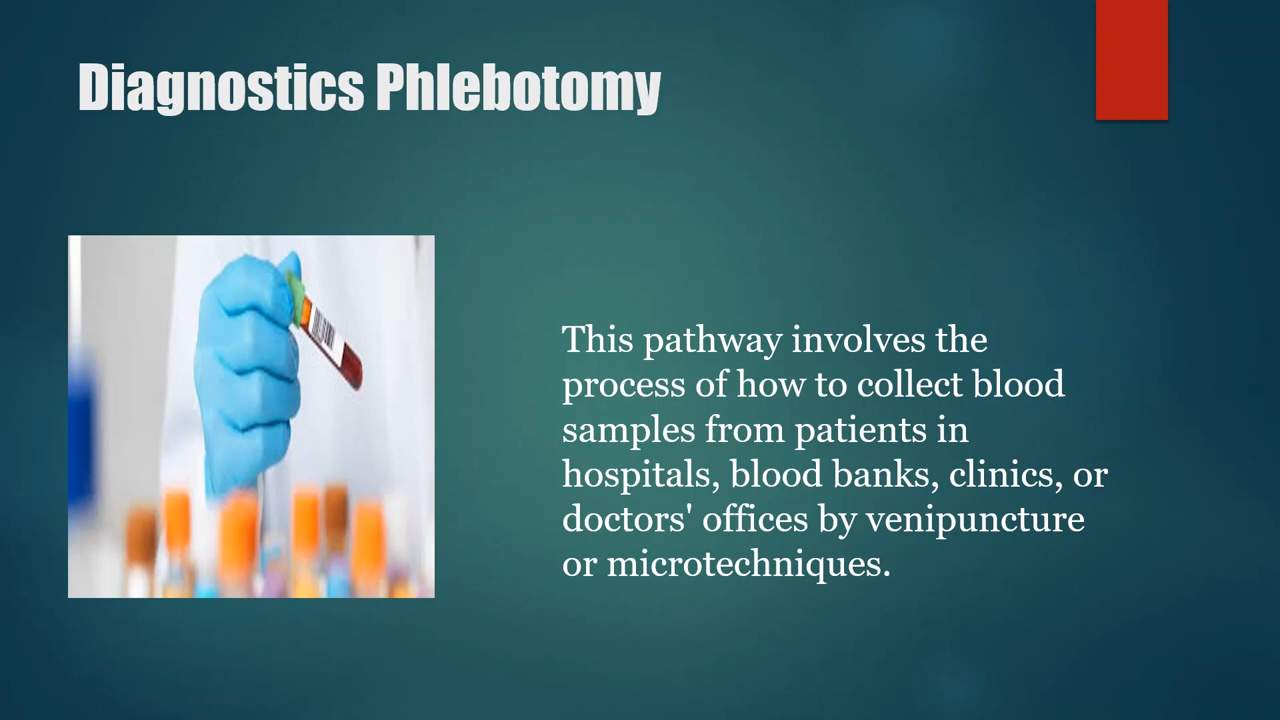 Diagnostics Phlebotomy
This pathway involves the
process of how to collect blood
samples from patients in
hospitals, blood banks, clinics, or
doctors' offices by venipuncture
or microtechniques.